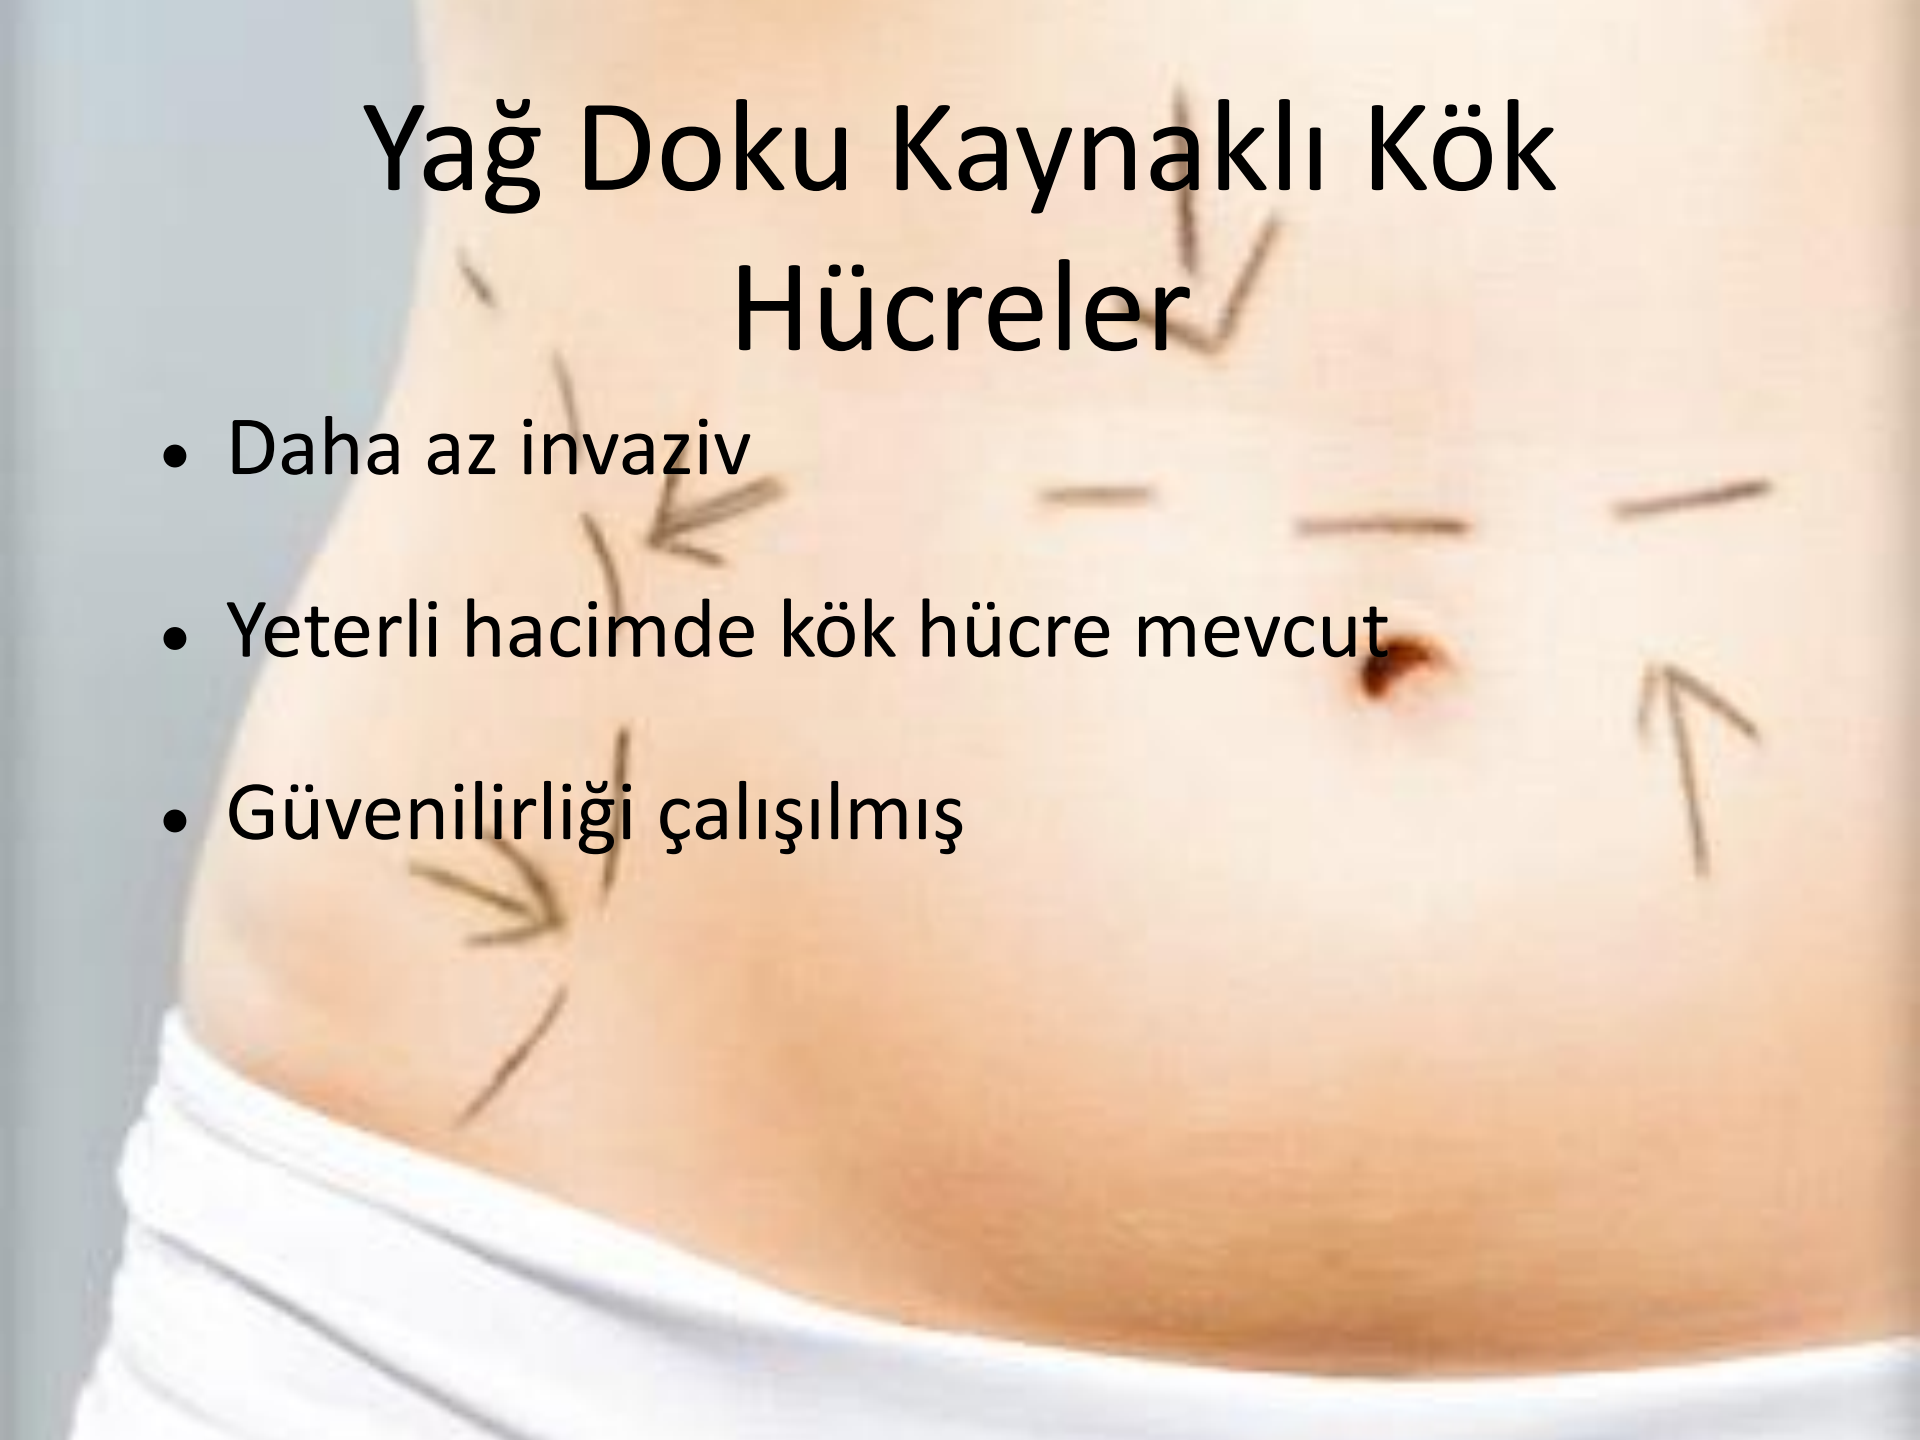 Yağ Doku Kaynaklı Kök
Hücreler
• Daha az invaziv
• Yeterli hacimde kök hücre mevcut
• Güvenilirliği çalışılmış